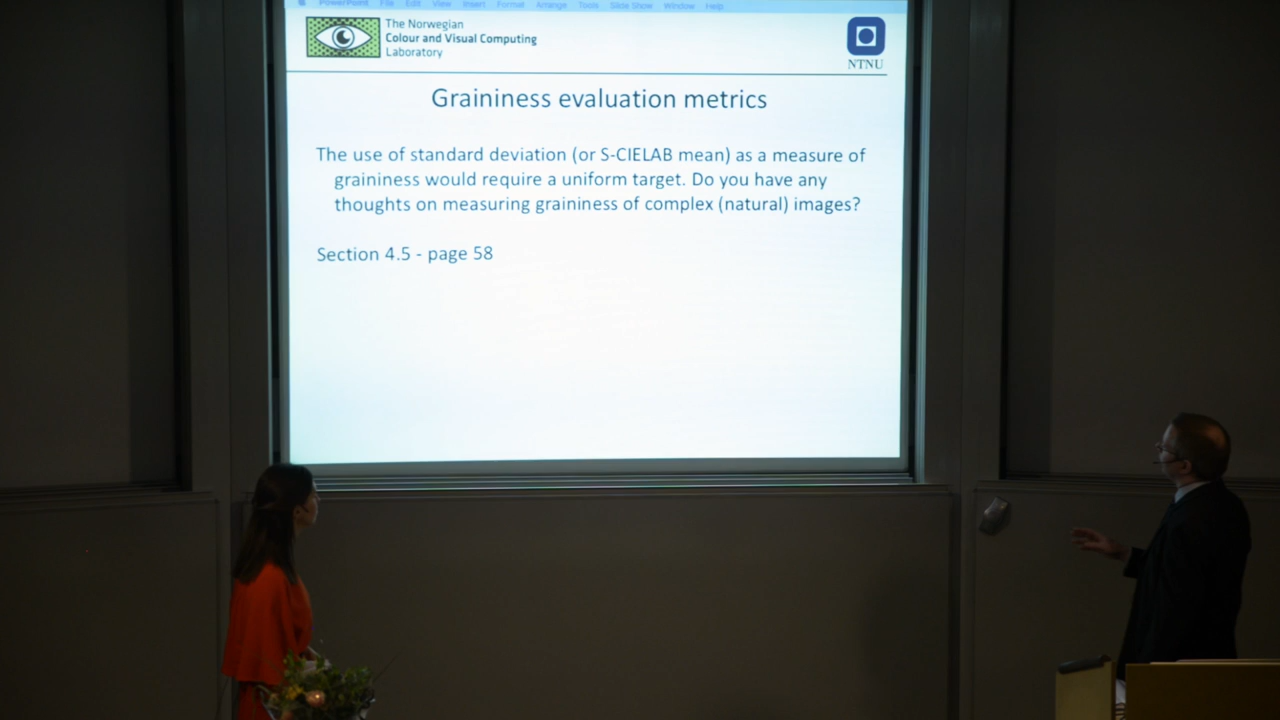 PowerPoint File Edit View Insert Format Arrange Tools Slide Show Window Help
The Norwegian
Colour and Visual Computing
Laboratory
NTNU
Graininess evaluation metrics
The use of standard deviation (or S-CIELAB mean) as a measure of
graininess would require a uniform target. Do you have any
thoughts on measuring graininess of complex (natural) images?
Section 4.5 - page 58